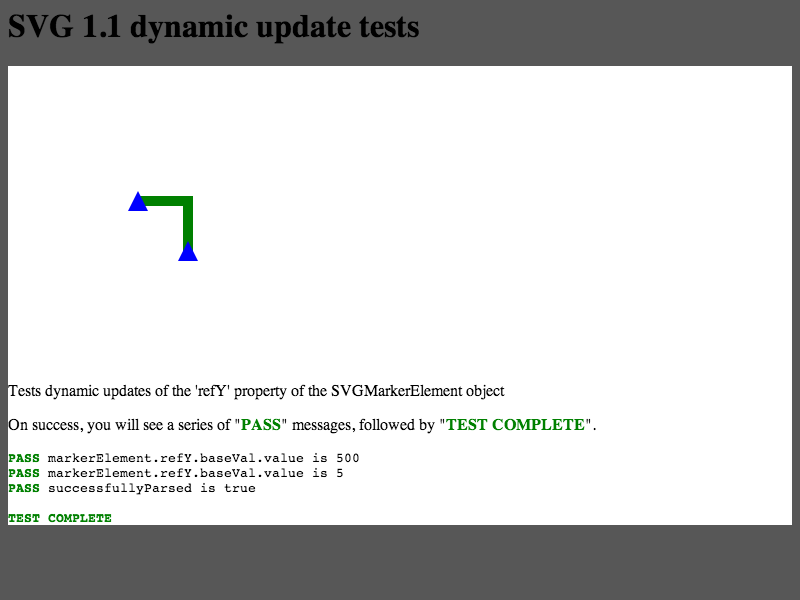 SVG 1.1 dynamic update tests
Tests dynamic updates of the 'refY' property of the SVGMarkerElement object
On success, you will see a series of "PASS" messages, followed by "TEST COMPLETE".
PASS markerElement.refY.baseVal.value is 500
PASS markerElement.refY.baseVal.value is 5
PASS successfullyParsed is true
TEST COMPLETE